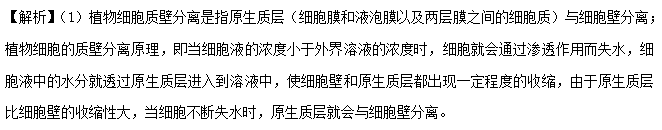 【解析】（1）植物细胞质壁分离是指原生质层（细胞膜和液泡膜以及两层膜之间的细胞质）与细胞壁分离；
植物细胞的质壁分离原理，即当细胞液的浓度小于外界溶液的浓度时，细胞就会通过渗透作用而失水，细
胞液中的水分就透过原生质层进入到溶液中，使细胞壁和原生质层都出现一定程度的收缩，由于原生质层
比细胞壁的收缩性大，当细胞不断失水时，原生质层就会与细胞壁分离。